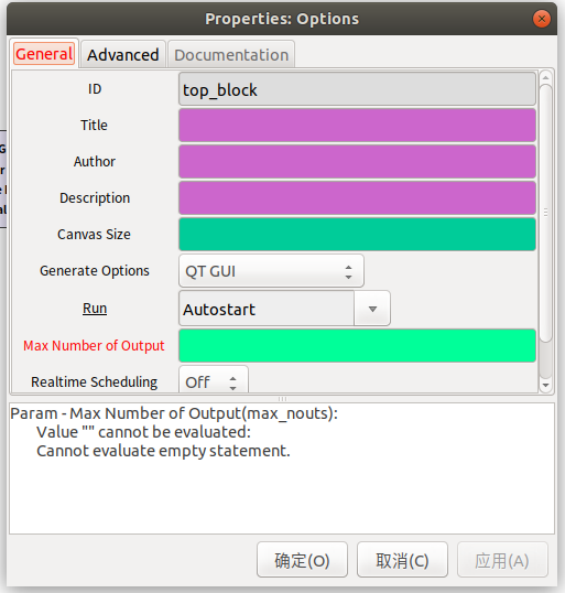 Properties: Options
General Advanced Documentation
ID top_block
Title
Author
Description
Canvas Size
Generate Options QT GUI
Run Autostart
Max Number of Output
Realtime Scheduling Off
Param - Max Number of Output(max_nouts):
Value "" cannot be evaluated:
Cannot evaluate empty statement.
确定(O) 取消(C) 应用(A)